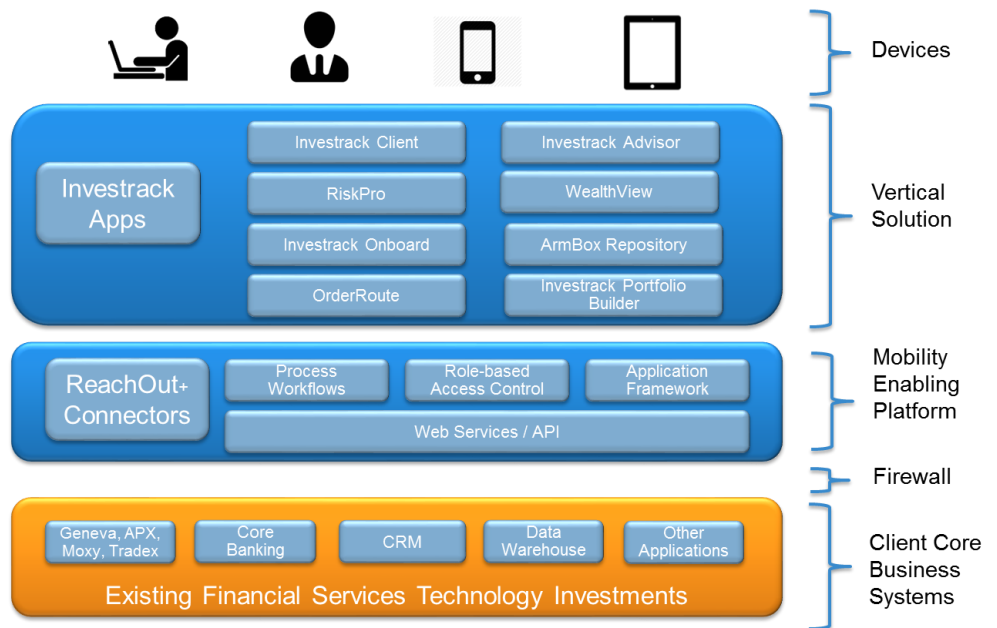 Devices
Investrack
Apps
Investrack Client
Investrack Advisor
RiskPro
WealthView
Investrack Onboard
ArmBox Repository
OrderRoute
Investrack Portfolio
Builder
Vertical
Solution
ReachOut+
Connectors
Process
Workflows
Role-based
Access Control
Application
Framework
Web Services / API
Mobility
Enabling
Platform
Firewall
Geneva, APX,
Moxy, Tradex
Core
Banking
CRM
Data
Warehouse
Other
Applications
Existing Financial Services Technology Investments
Client Core
Business
Systems